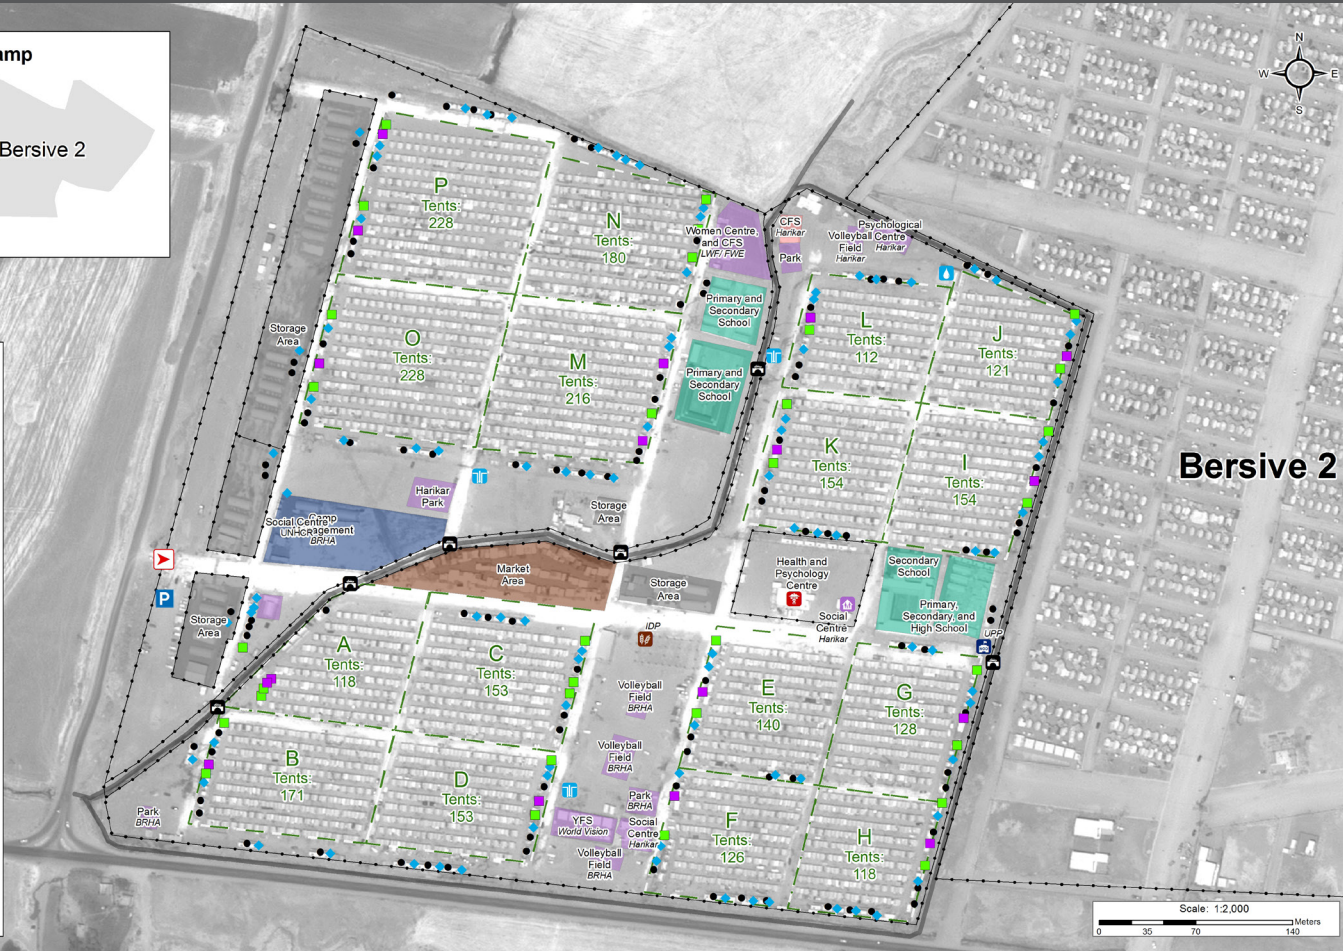 amp
Bersive 2
N
W
E
S
P
Tents:
228
N
Tents:
180
Women Centre,
and CFS
LWF/FWE
CFS
Harikar
Park
Volleyball
Field
Harikar
Psychological
Centre
Harikar
Primary and
Secondary
School
Primary and
Secondary
School
Storage
Area
O
Tents:
228
M
Tents:
216
L
Tents:
112
J
Tents:
121
K
Tents:
154
I
Tents:
154
Bersive 2
Harikar
Park
Storage
Area
Social Centre
UNHCR
Camp
Management
BRHA
Market
Area
Storage
Area
Health and
Psychology
Centre
Social
Centre
Harikar
Secondary
School
Primary,
Secondary, and
High School
UPP
P
Storage
Area
IDP
A
Tents:
118
C
Tents:
153
Volleyball
Field
BRHA
E
Tents:
140
G
Tents:
128
B
Tents:
171
D
Tents:
153
Volleyball
Field
BRHA
Park
BRHA
Park
BRHA
YFS
World Vision
Social
Centre
Harikar
Volleyball
Field
BRHA
F
Tents:
126
H
Tents:
118
Scale: 1:2,000
Meters
0 35 70 140